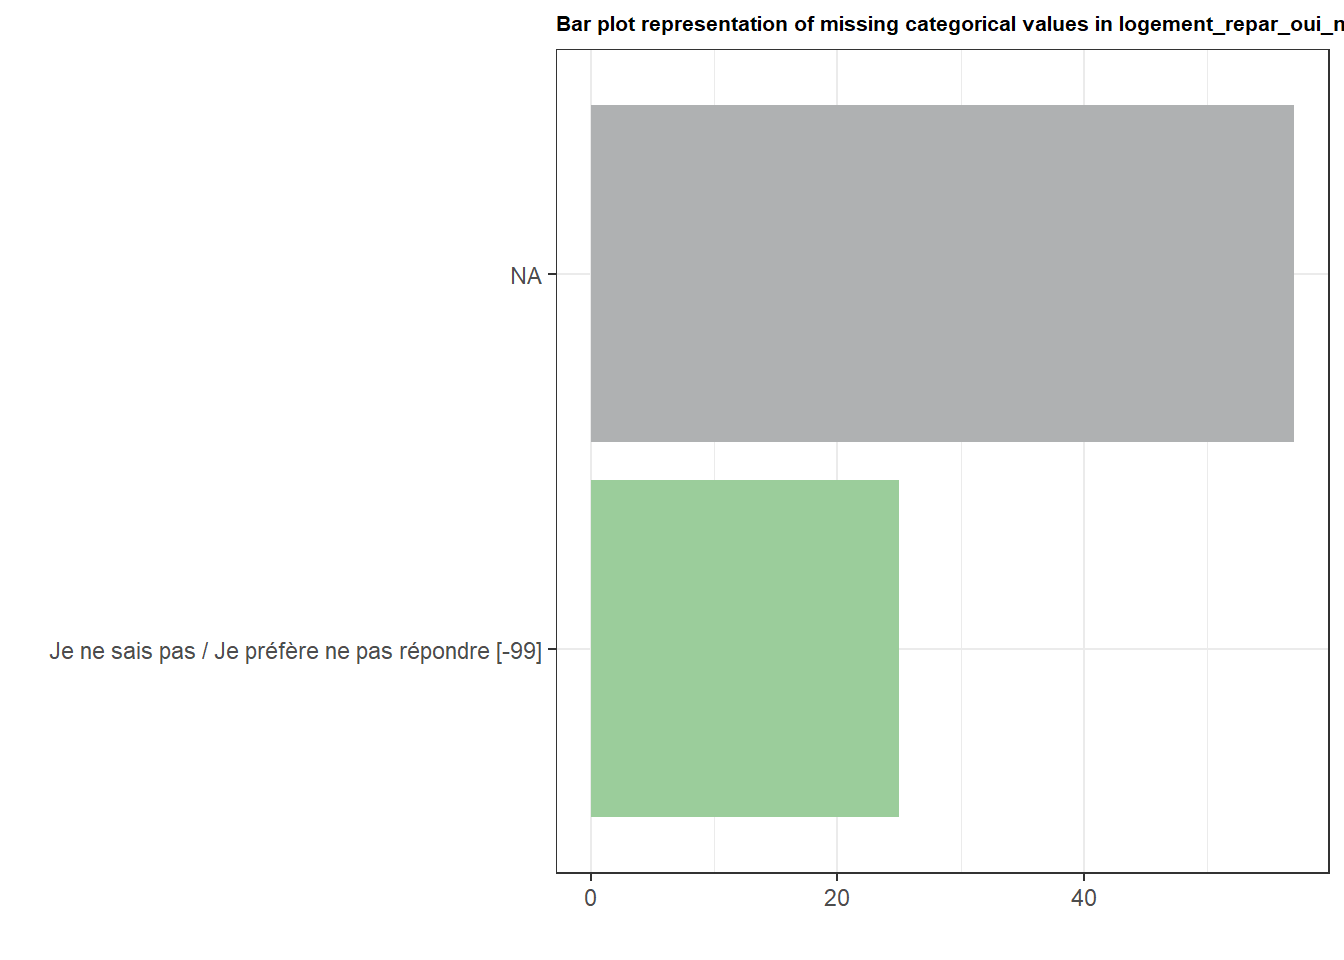 Bar plot representation of missing categorical values in logement_repar_oui_n
NA
Je ne sais pas / Je préfère ne pas répondre [-99]
0 20 40